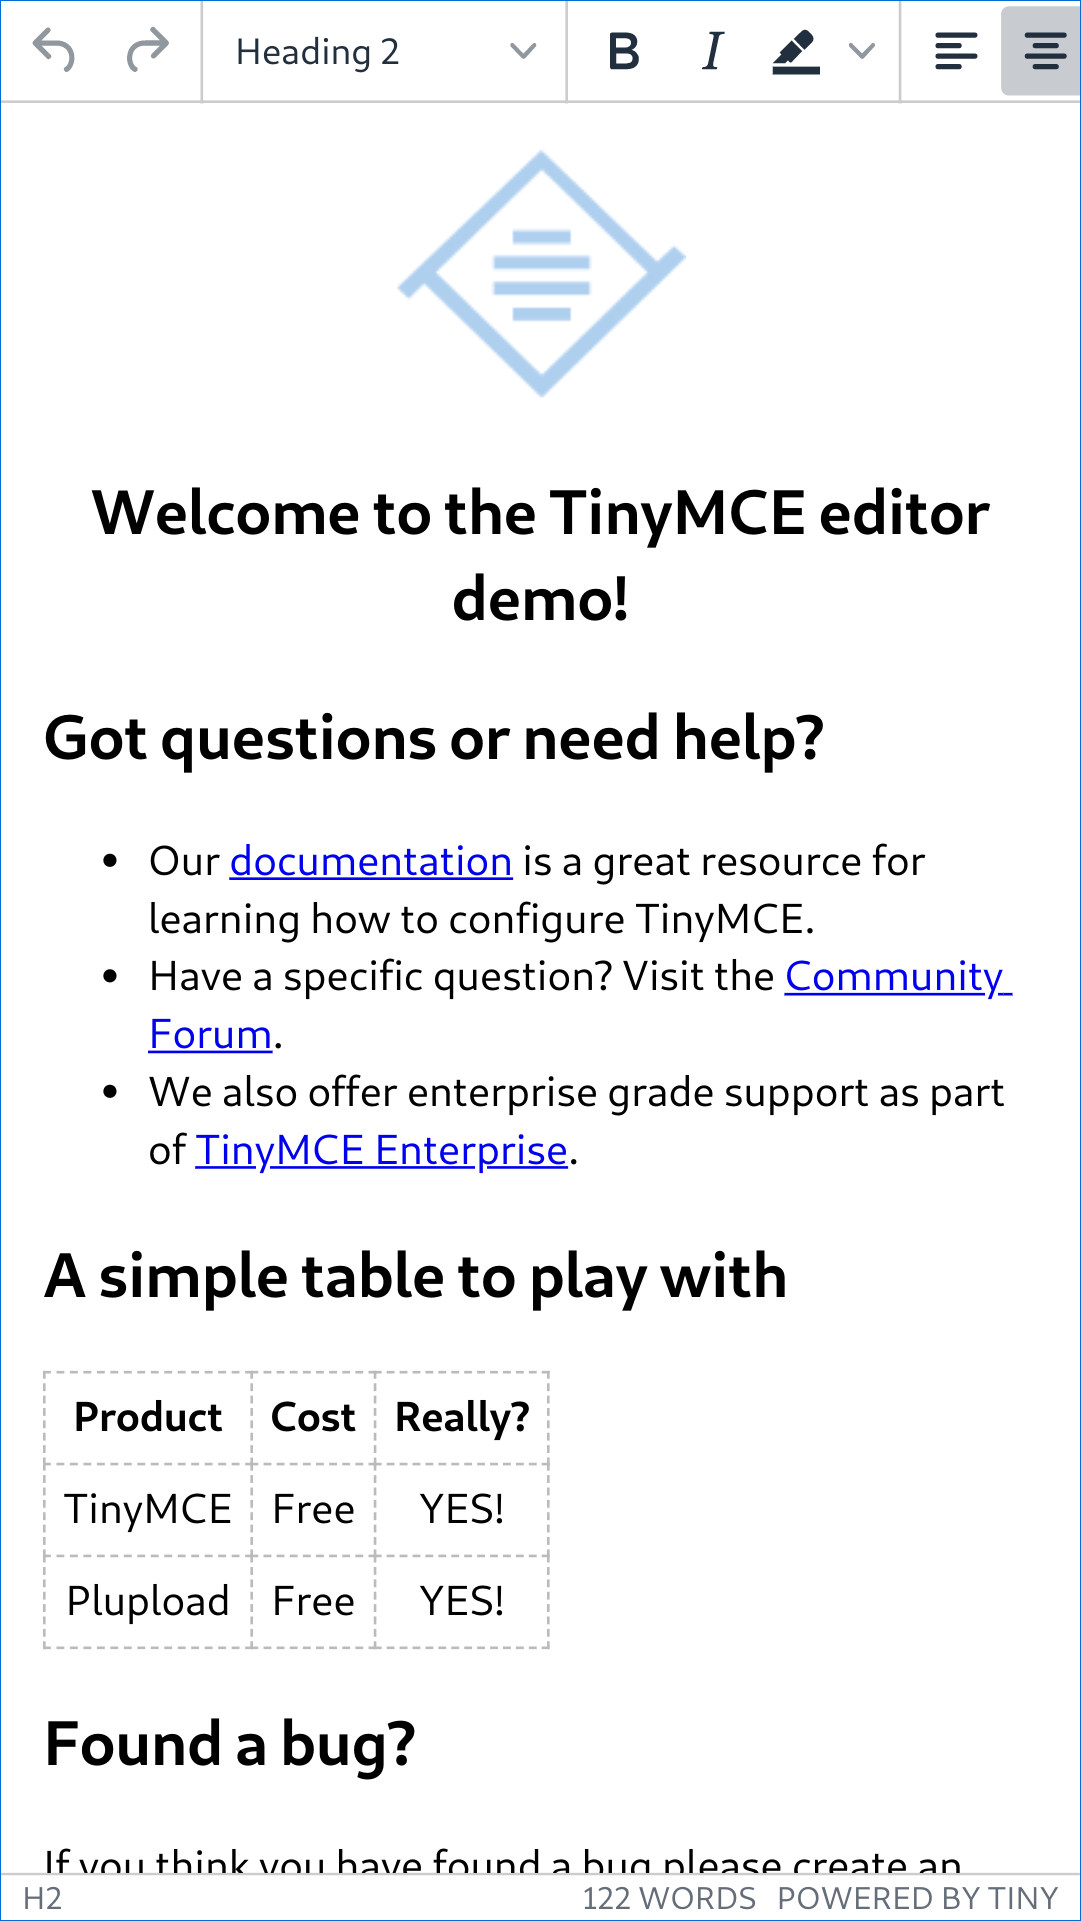 Heading 2
B I
Welcome to the TinyMCE editor
demo!
Got questions or need help?
• Our documentation is a great resource for
learning how to configure TinyMCE.
• Have a specific question? Visit the Community
Forum.
• We also offer enterprise grade support as part
of TinyMCE Enterprise.
A simple table to play with
Product Cost Really?
TinyMCE Free YES!
Plupload Free YES!
Found a bug?
If you think you have found a bug please create an
H2 122 WORDS POWERED BY TINY